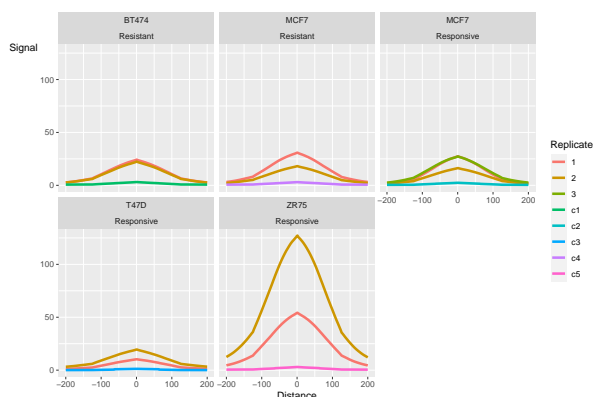 BT474 MCF7 MCF7
Resistant Resistant Responsive
Signal
100
50
0
−200 −100 0 100 200
T47D ZR75
Responsive Responsive
100
50
0
−200 −100 0 100 200 −200 −100 0 100 200
Distance
Replicate
1
2
3
c1
c2
c3
c4
c5